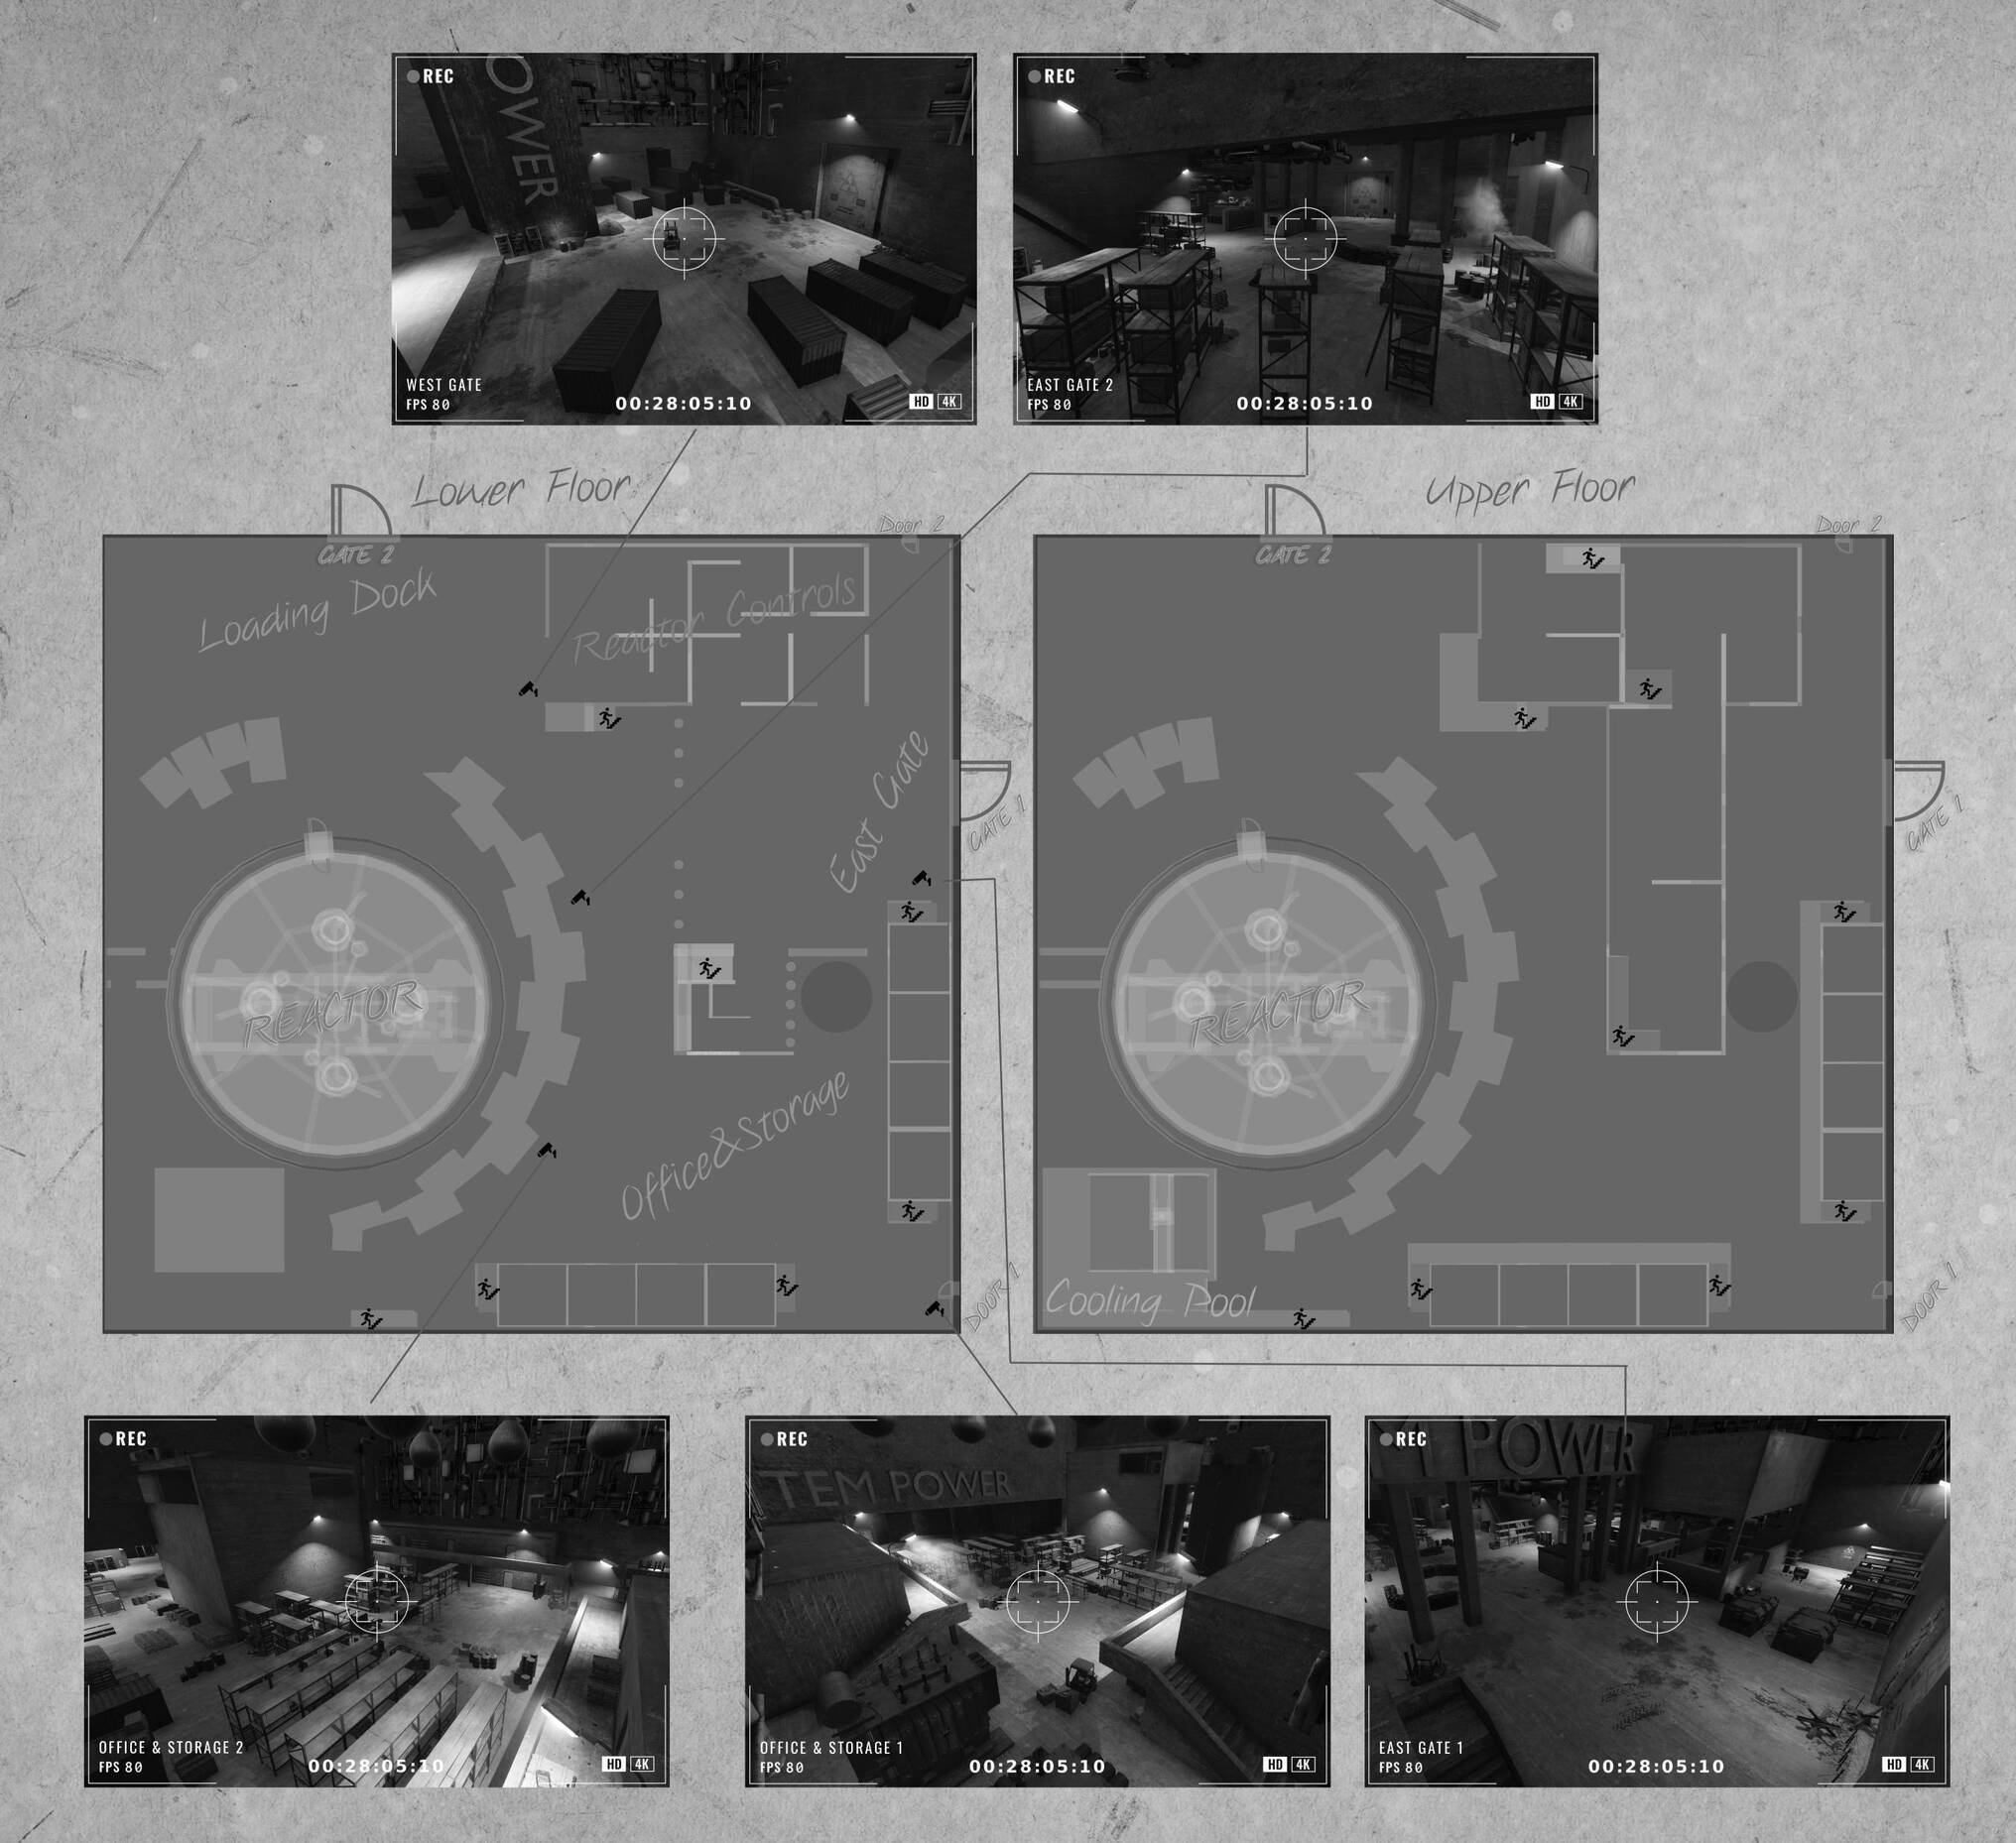 OWER
REC
WEST GATE
FPS 80
00:28:05:10
HD 4K
REC
EAST GATE 2
FPS 80
00:28:05:10
HD 4K
Lower Floor
Upper Floor
GATE 2
Door 2
Loading Dock
Reactor Controls
East Gate
GATE 1
REACTOR
Office&Storage
DOOR 1
GATE 2
Door 2
GATE 1
REACTOR
Cooling Pool
DOOR 1
REC
OFFICE & STORAGE 2
FPS 80
00:28:05:10
HD 4K
REC
TEM POWER
OFFICE & STORAGE 1
FPS 80
00:28:05:10
HD 4K
REC
M POWER
EAST GATE 1
FPS 80
00:28:05:10
HD 4K